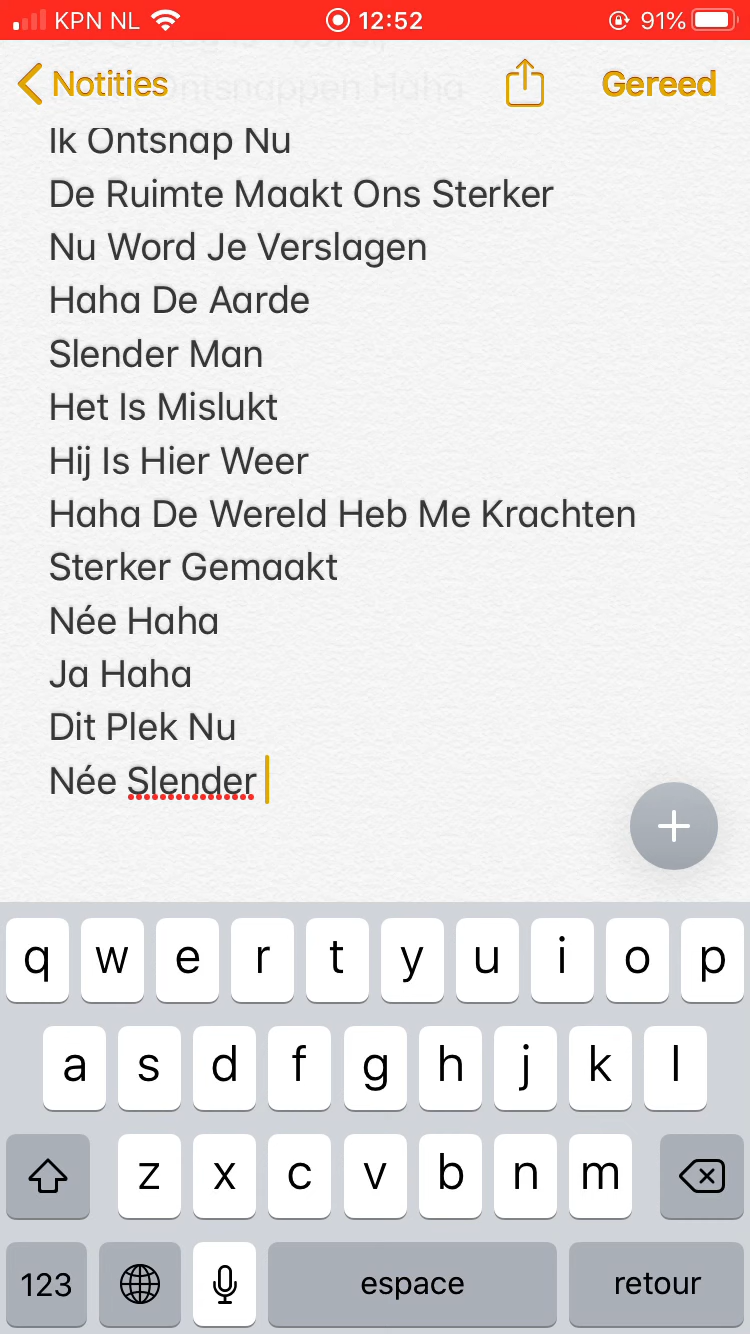 KPN NL 12:52 91%
Notities Gereed
Ontsnappen Haha
Ik Ontsnap Nu
De Ruimte Maakt Ons Sterker
Nu Word Je Verslagen
Haha De Aarde
Slender Man
Het Is Mislukt
Hij Is Hier Weer
Haha De Wereld Heb Me Krachten
Sterker Gemaakt
Née Haha
Ja Haha
Dit Plek Nu
Née Slender
q w e r t y u i o p
a s d f g h j k l
z x c v b n m
123 espace retour